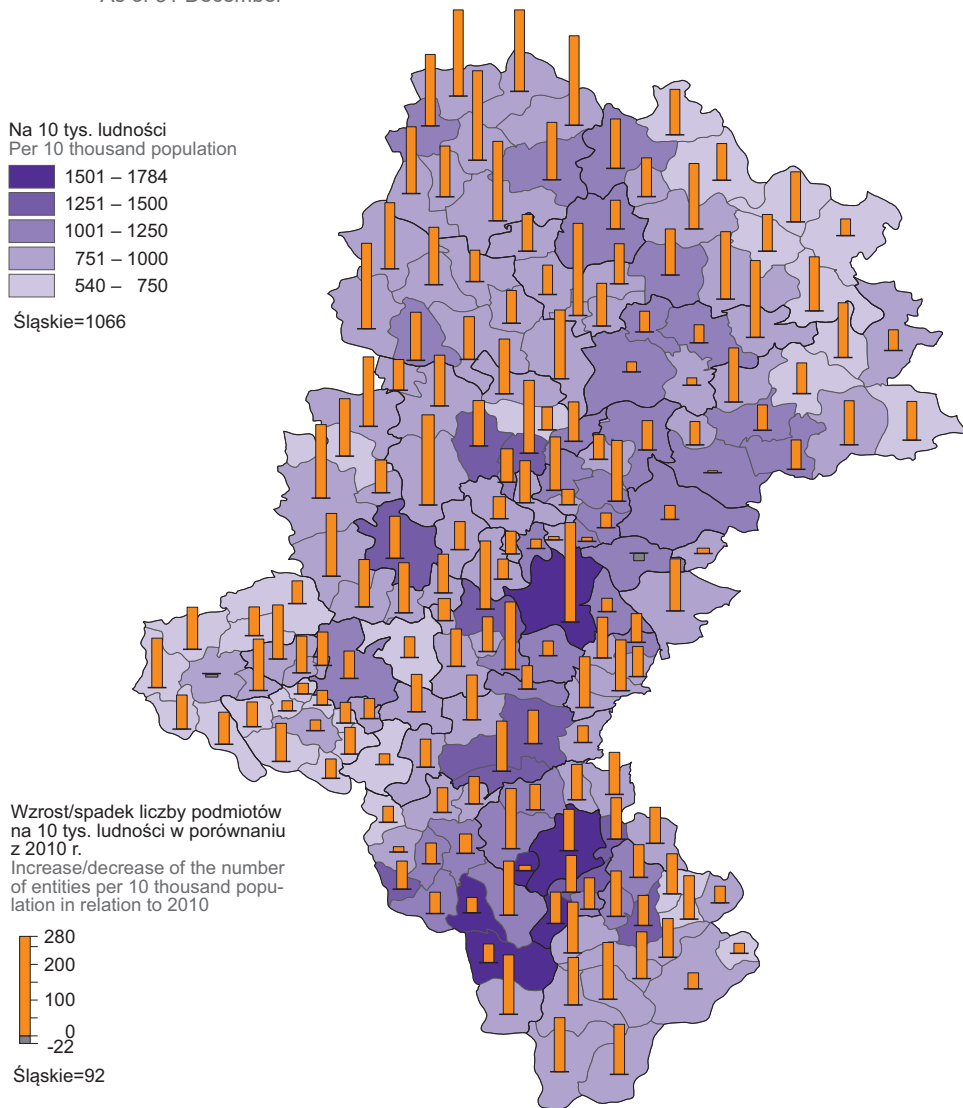 Na 10 tys. ludności
Per 10 thousand population
1501 – 1784
1251 – 1500
1001 – 1250
751 – 1000
540 – 750
Śląskie=1066
Wzrost/spadek liczby podmiotów
na 10 tys. ludności w porównaniu
z 2010 r.
Increase/decrease of the number
of entities per 10 thousand popu-
lation in relation to 2010
280
200
100
0
-22
Śląskie=92